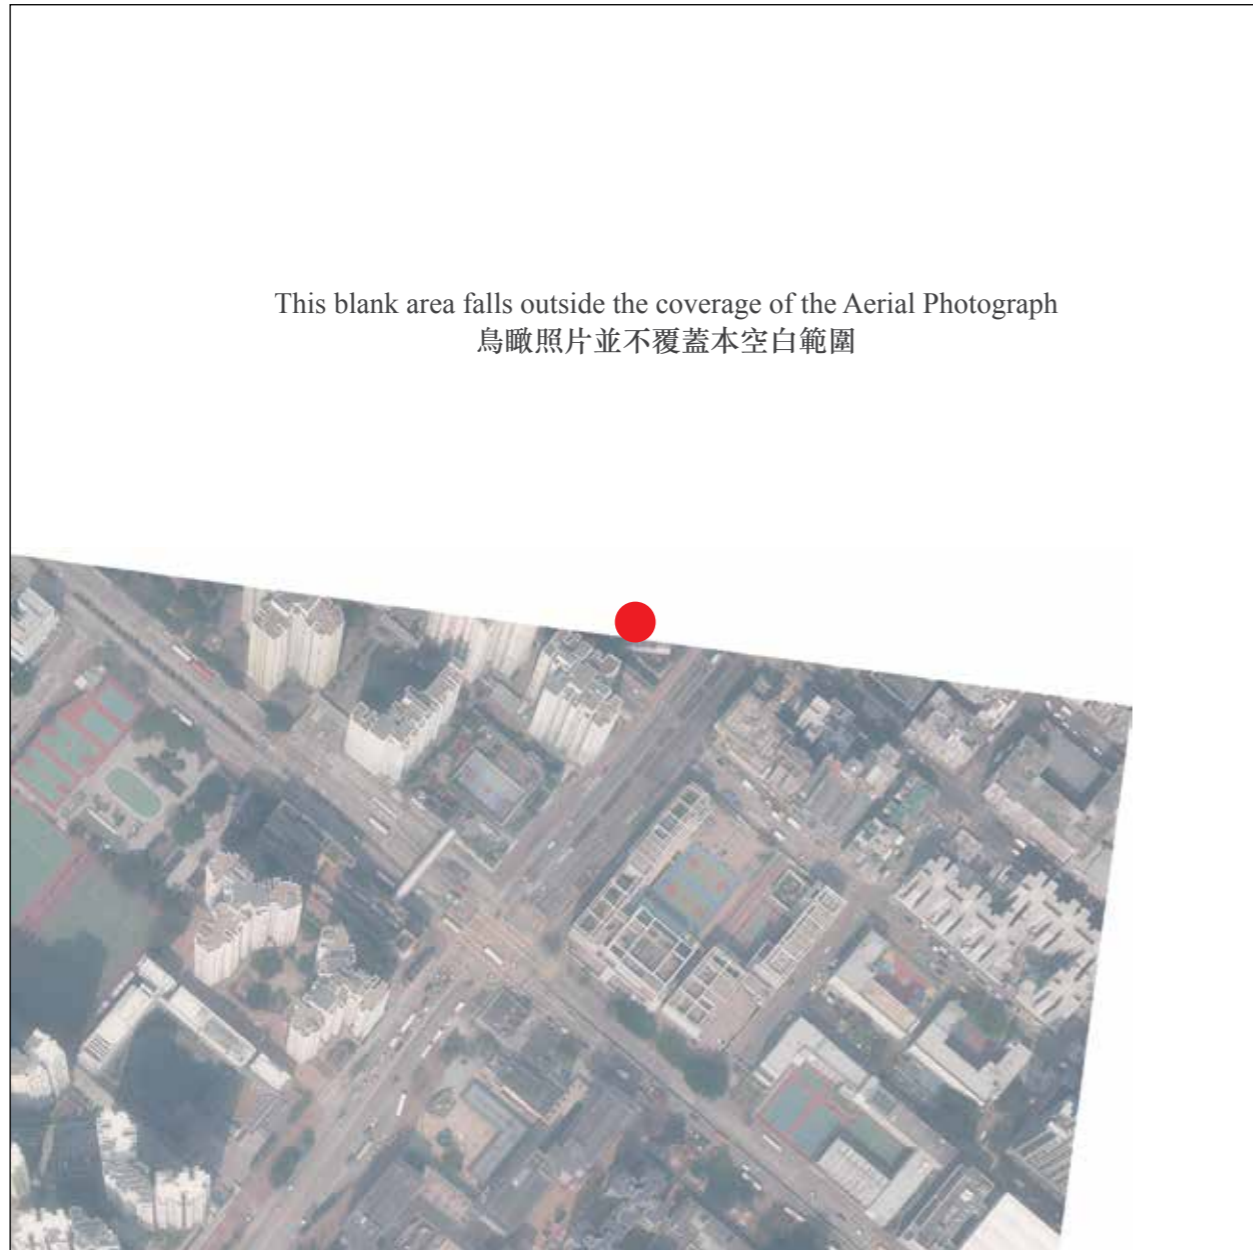 This blank area falls outside the coverage of the Aerial Photograph
鳥瞰照片並不覆蓋本空白範圍